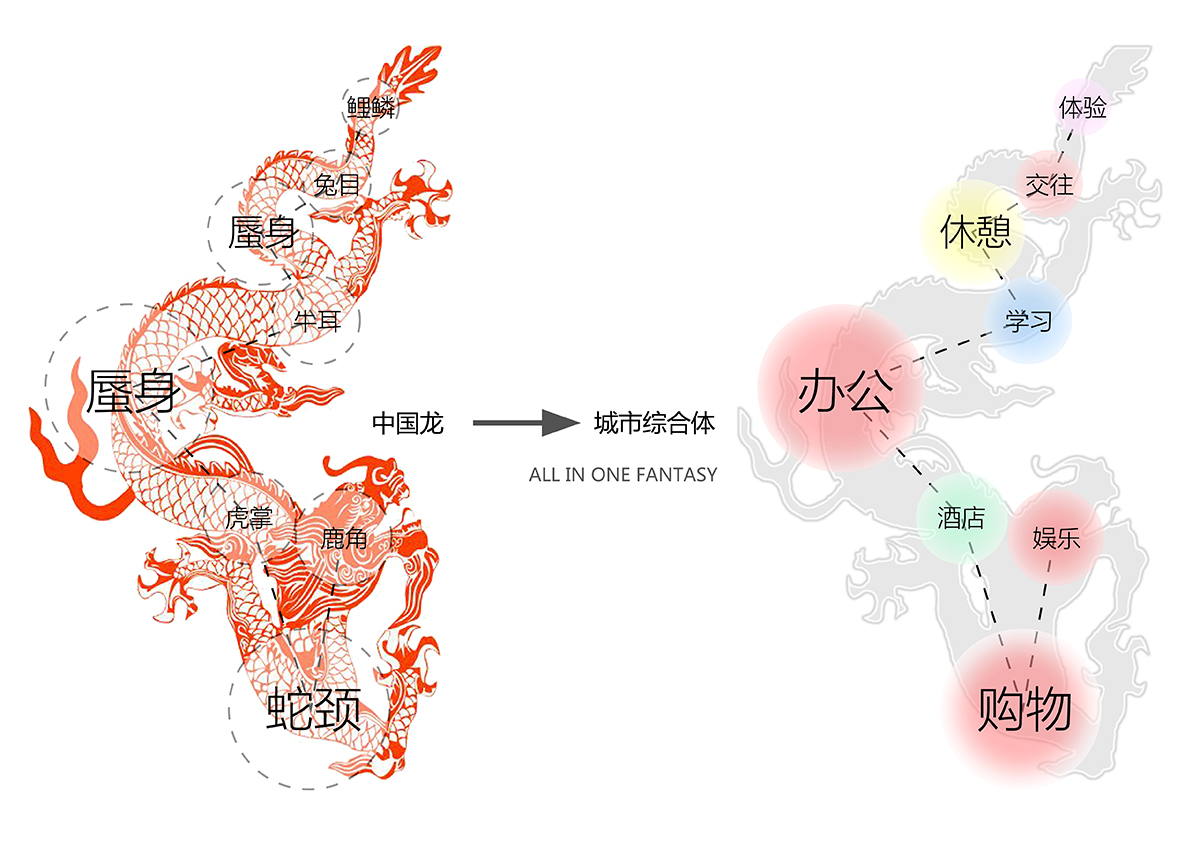 鲤鳞
兔目
蜃身
牛耳
蜃身
虎掌
鹿角
蛇颈
中国龙
城市综合体
ALL IN ONE FANTASY
体验
交往
休憩
学习
办公
酒店
娱乐
购物